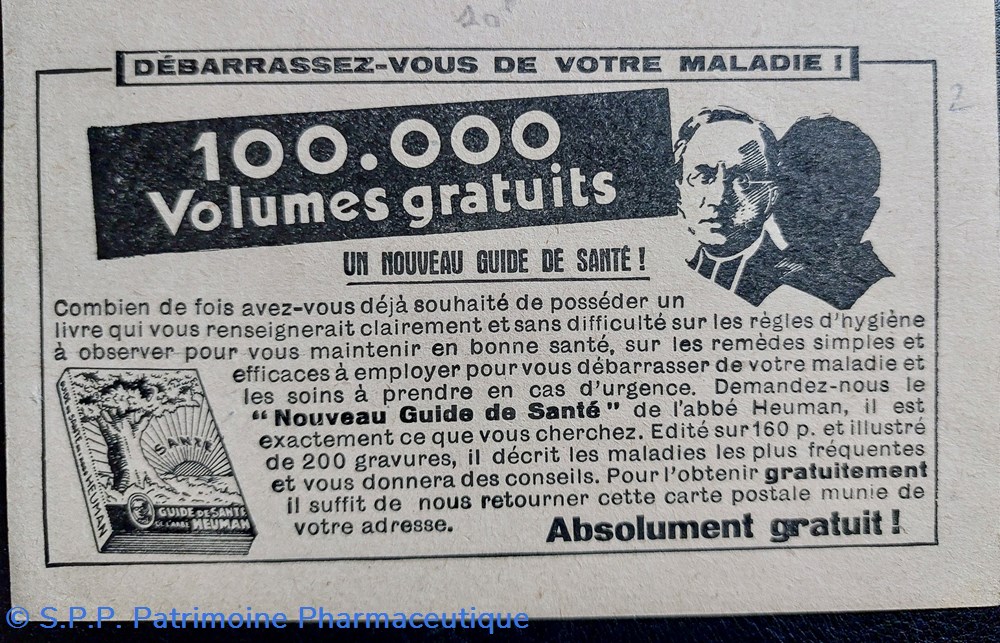 20f
2
DÉBARRASSEZ-VOUS DE VOTRE MALADIE !
100.000
Volumes gratuits
UN NOUVEAU GUIDE DE SANTÉ !
Combien de fois avez-vous déjà souhaité de posséder un
livre qui vous renseignerait clairement et sans difficulté sur les règles d'hygiène
à observer pour vous maintenir en bonne santé, sur les remèdes simples et
efficaces à employer pour vous débarrasser de votre maladie et
les soins à prendre en cas d'urgence. Demandez-nous le
"Nouveau Guide de Santé" de l'abbé Heuman, il est
exactement ce que vous cherchez. Edité sur 160 p. et illustré
de 200 gravures, il décrit les maladies les plus fréquentes
et vous donnera des conseils. Pour l'obtenir gratuitement
il suffit de nous retourner cette carte postale munie de
votre adresse.
Absolument gratuit !
SANTÉ
GUIDE DE SANTÉ
DE L'ABBÉ HEUMAN
HEUMAN
© S.P.P. Patrimoine Pharmaceutique